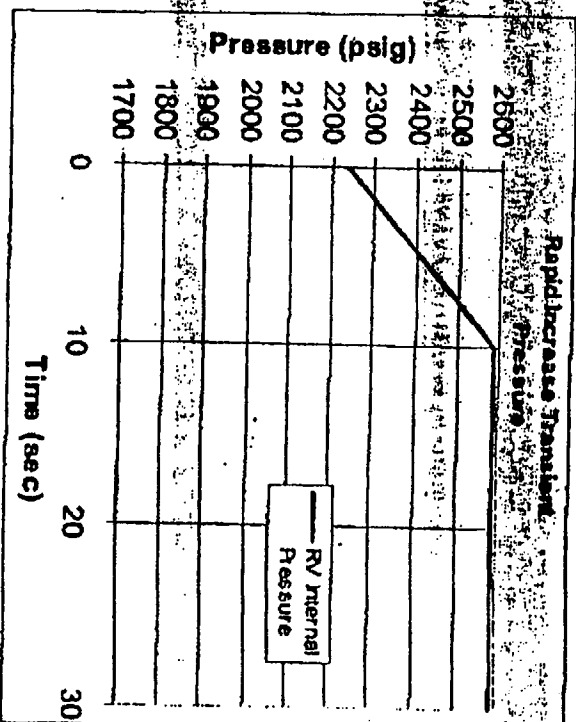 Rapid Increase Transient
Pressure
Pressure (psig)
2600
2500
2400
2300
2200
2100
2000
1900
1800
1700
0
10
20
30
Time (sec)
RV Internal
Pressure